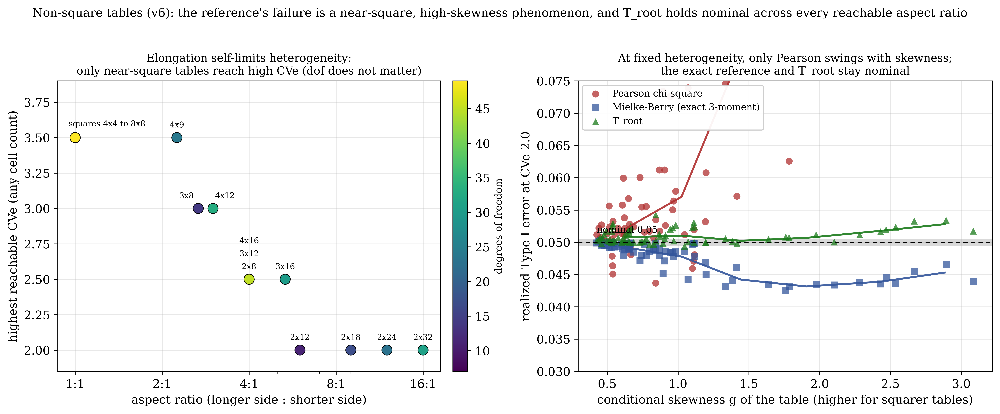 Non-square tables (v6): the reference's failure is a near-square, high-skewness phenomenon, and T_root holds nominal across every reachable aspect ratio
Elongation self-limits heterogeneity:
only near-square tables reach high CVe (dof does not matter)
highest reachable CVe (any cell count)
3.75
3.50
3.25
3.00
2.75
2.50
2.25
2.00
squares 4x4 to 8x8
4x9
3x8
4x12
4x16
3x12
2x8
3x16
2x12
2x18
2x24
2x32
1:1
2:1
4:1
8:1
16:1
aspect ratio (longer side : shorter side)
45
40
35
30
25
20
15
10
degrees of freedom
At fixed heterogeneity, only Pearson swings with skewness;
the exact reference and T_root stay nominal
realized Type I error at CVe 2.0
0.075
0.070
0.065
0.060
0.055
0.050
0.045
0.040
0.035
0.030
Pearson chi-square
Mielke-Berry (exact 3-moment)
T_root
nominal 0.05
0.5
1.0
1.5
2.0
2.5
3.0
conditional skewness g of the table (higher for squarer tables)